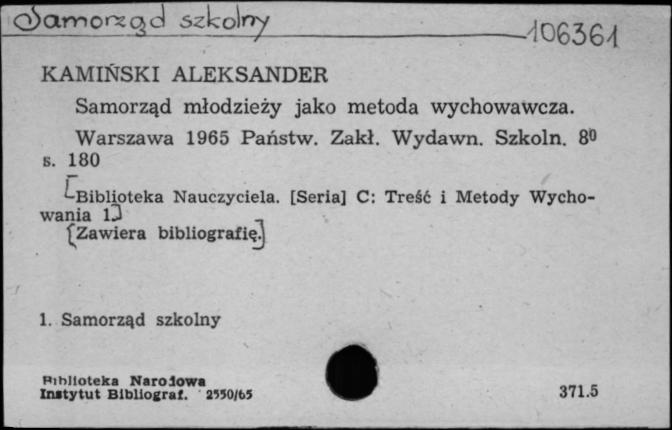 Samorząd szkolny
106361
KAMIŃSKI ALEKSANDER
Samorząd młodzieży jako metoda wychowawcza.
Warszawa 1965 Państw. Zakł. Wydawn. Szkoln. 8⁰
s. 180
[Biblioteka Nauczyciela. [Seria] C: Treść i Metody Wycho-
wania 1]
[Zawiera bibliografię.]
1. Samorząd szkolny
Biblioteka Narodowa
Instytut Bibliograf. 2550/65
371.5